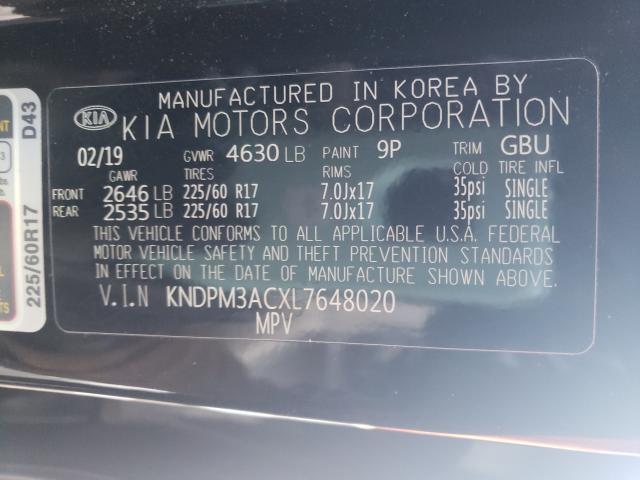 MANUFACTURED IN KOREA BY
KIA KIA MOTORS CORPORATION
02/19 GVWR 4630 LB PAINT 9P TRIM GBU
GAWR TIRES RIMS COLD TIRE INFL
FRONT 2646 LB 225/60 R17 7.0Jx17 35psi SINGLE
REAR 2535 LB 225/60 R17 7.0Jx17 35psi SINGLE
THIS VEHICLE CONFORMS TO ALL APPLICABLE U.S.A. FEDERAL
MOTOR VEHICLE SAFETY AND THEFT PREVENTION STANDARDS
IN EFFECT ON THE DATE OF MANUFACTURE SHOWN ABOVE.
V.I.N KNDPM3ACXL7648020
MPV
D43
225/60R17